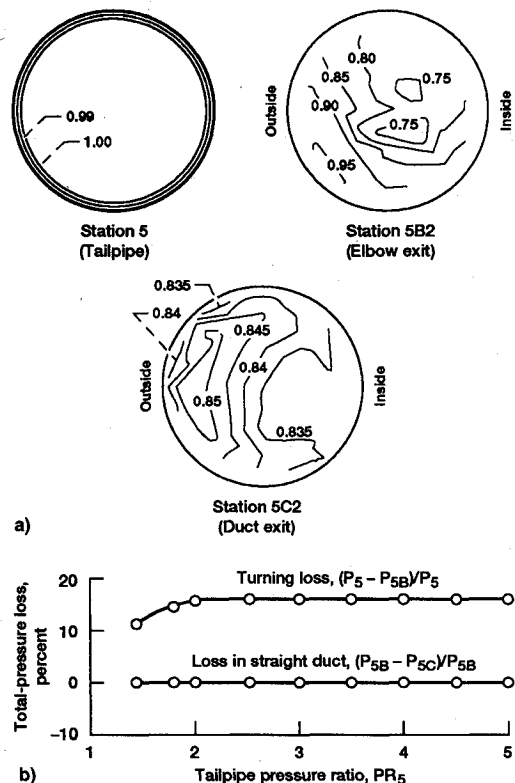 0.99
1.00
Station 5
(Tailpipe)
0.80
0.85
0.90
0.75
0.75
0.95
Outside
Inside
Station 5B2
(Elbow exit)
0.835
0.84
0.845
0.84
0.85
0.835
Outside
Inside
Station 5C2
(Duct exit)
a)
Total-pressure loss,
percent
20
10
0
-10
Turning loss, (P5 – P5B)/P5
Loss in straight duct, (P5B – P5C)/P5B
1
2
3
4
5
Tailpipe pressure ratio, PR5
b)